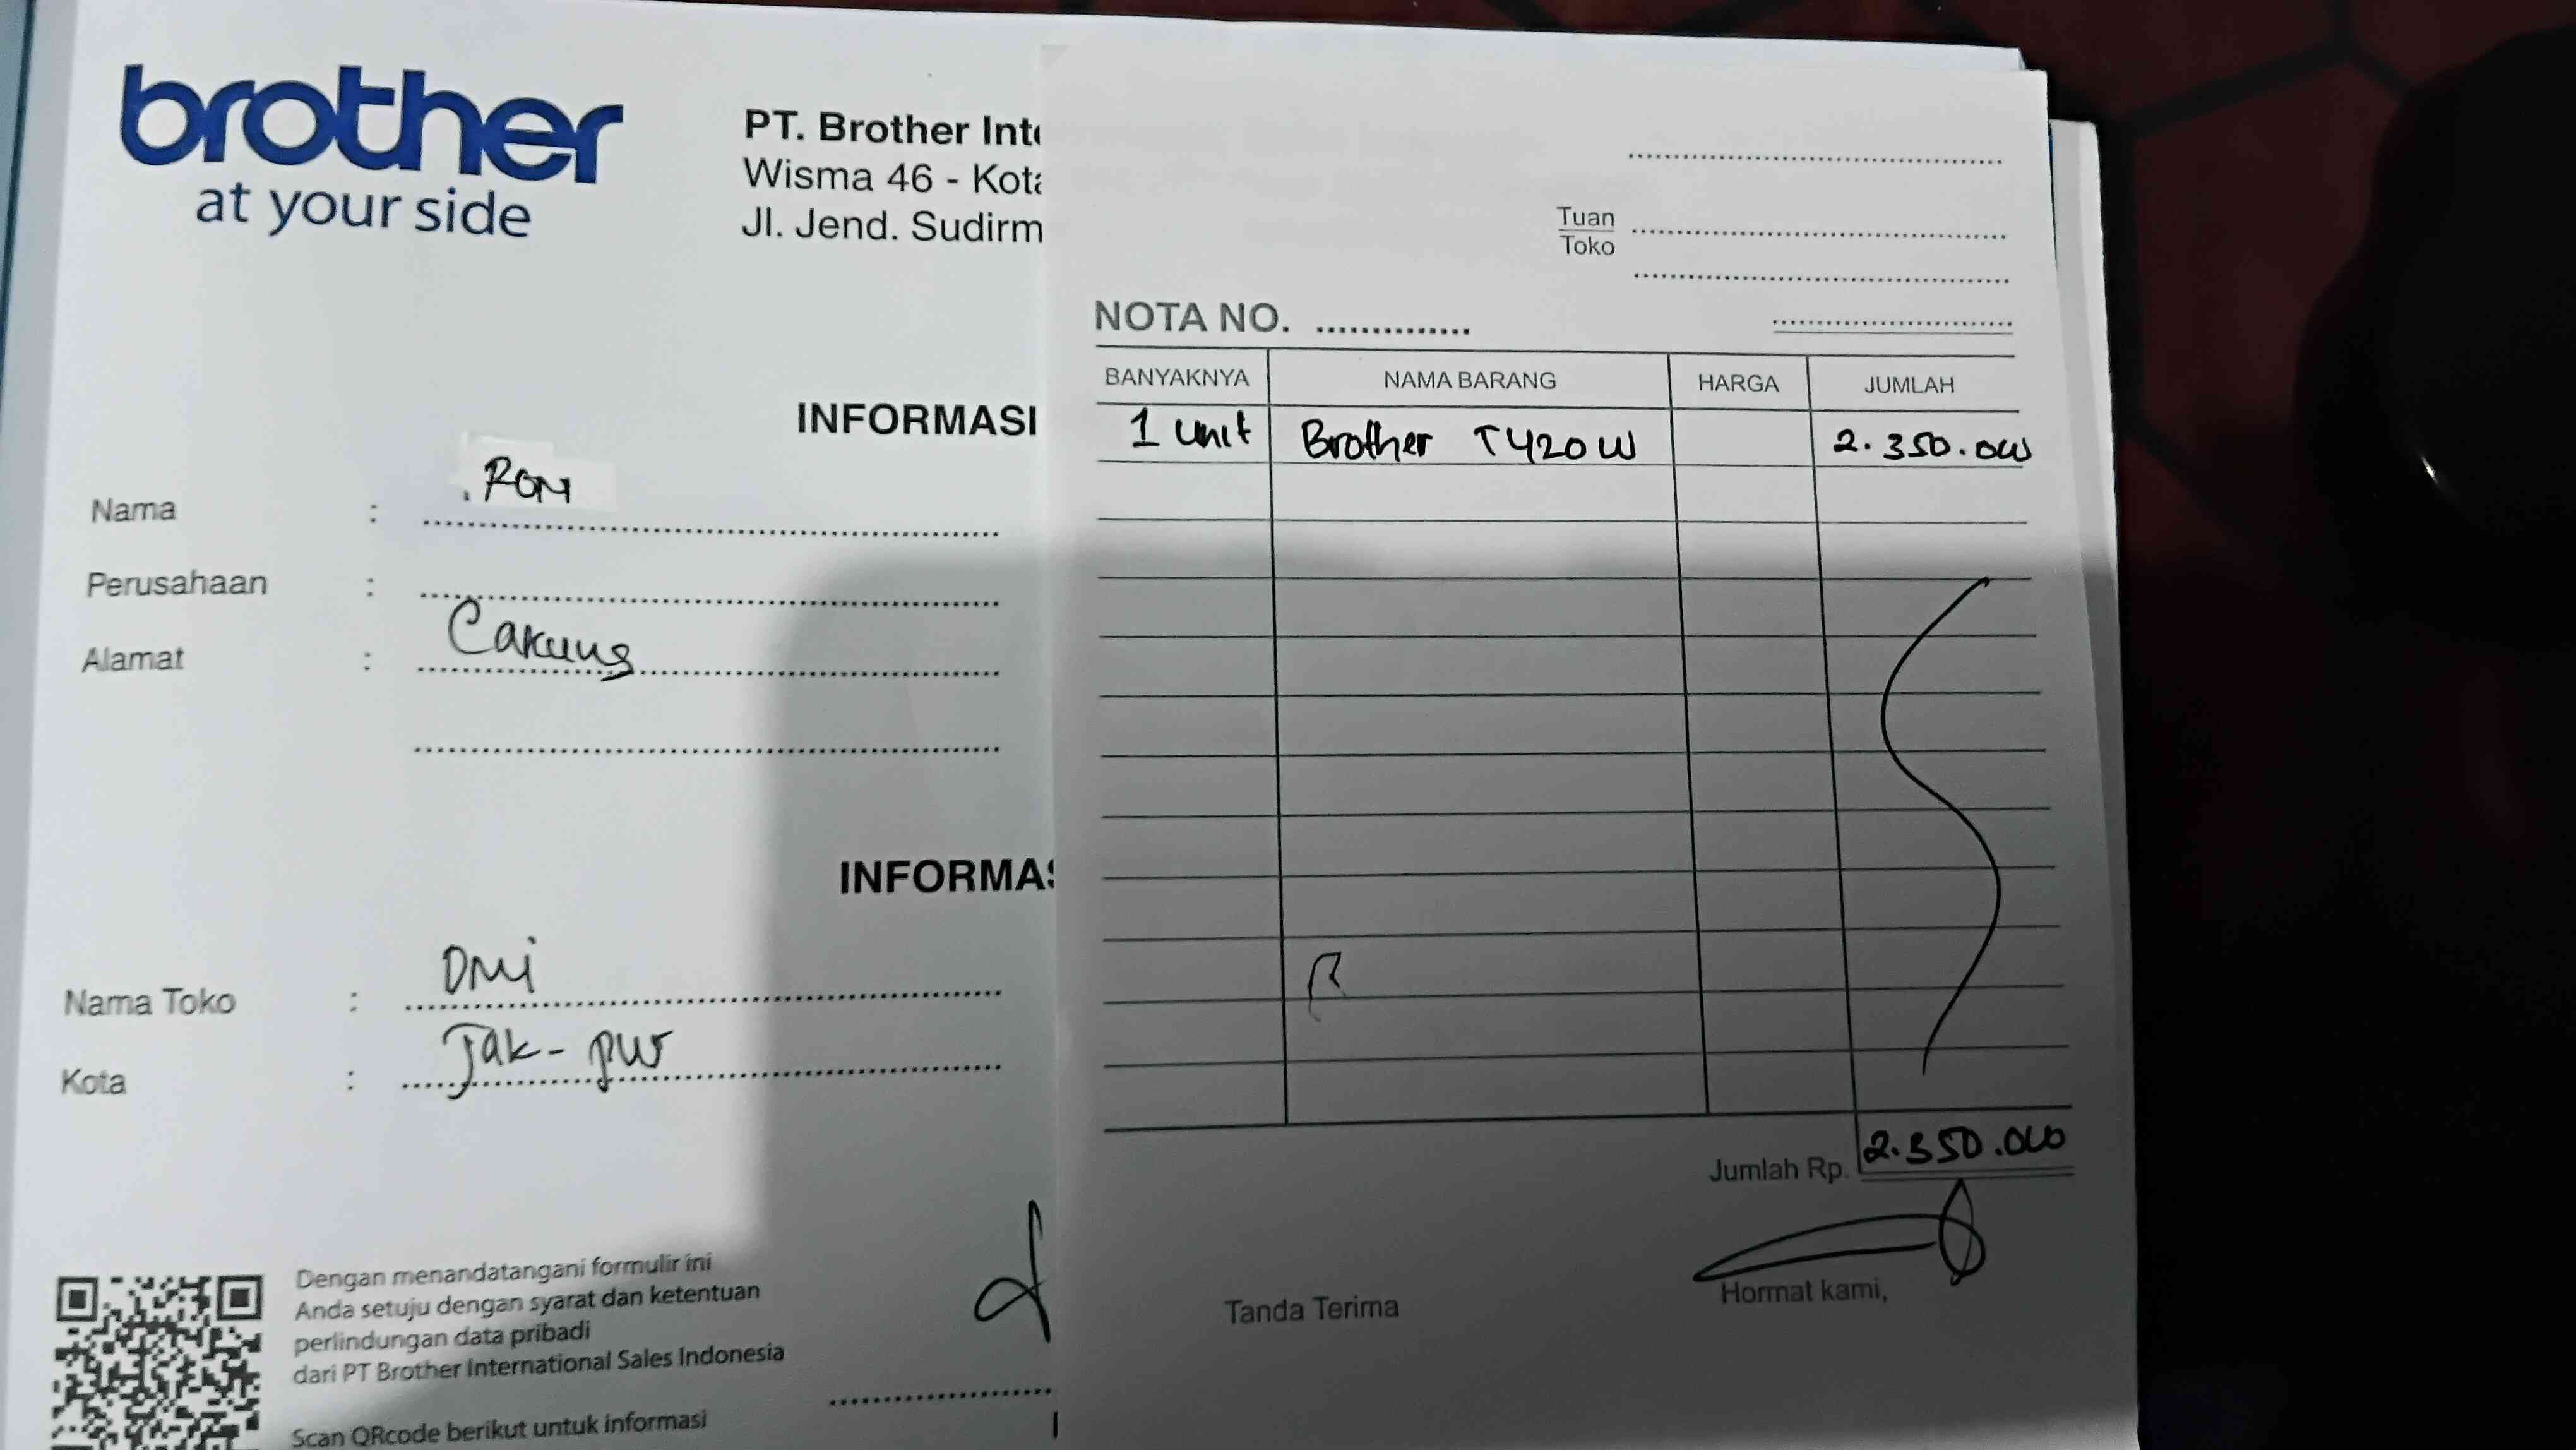 brother
at your side
PT. Brother Inte
Wisma 46 - Kota
Jl. Jend. Sudirm
INFORMASI
Nama :
Perusahaan :
Alamat : Cakung
INFORMAS
Nama Toko : DMi
Kota : Jak-pus
Dengan menandatangani formulir ini
Anda setuju dengan syarat dan ketentuan
perlindungan data pribadi
dari PT Brother International Sales Indonesia
Scan QRcode berikut untuk informasi
Tuan
Toko
NOTA NO.
BANYAKNYA NAMA BARANG HARGA JUMLAH
1 unit Brother T420W 2.350.000
Jumlah Rp. 2.350.000
Tanda Terima
Hormat kami,